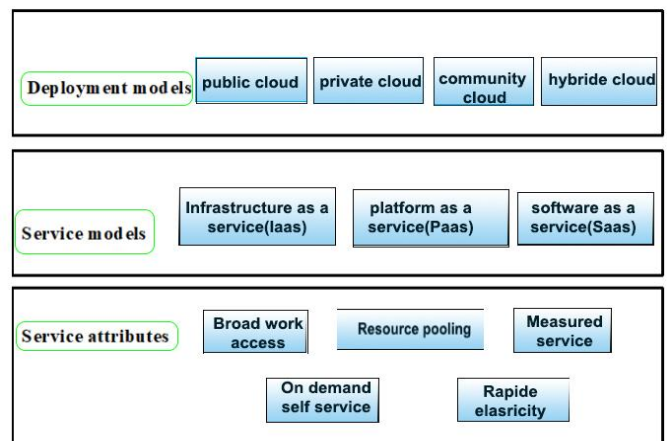 Deployment models
public cloud
private cloud
community
cloud
hybride cloud
Service models
Infrastructure as a
service(Iaas)
platform as a
service(Paas)
software as a
service(Saas)
Service attributes
Broad work
access
Resource pooling
Measured
service
On demand
self service
Rapide
elasricity